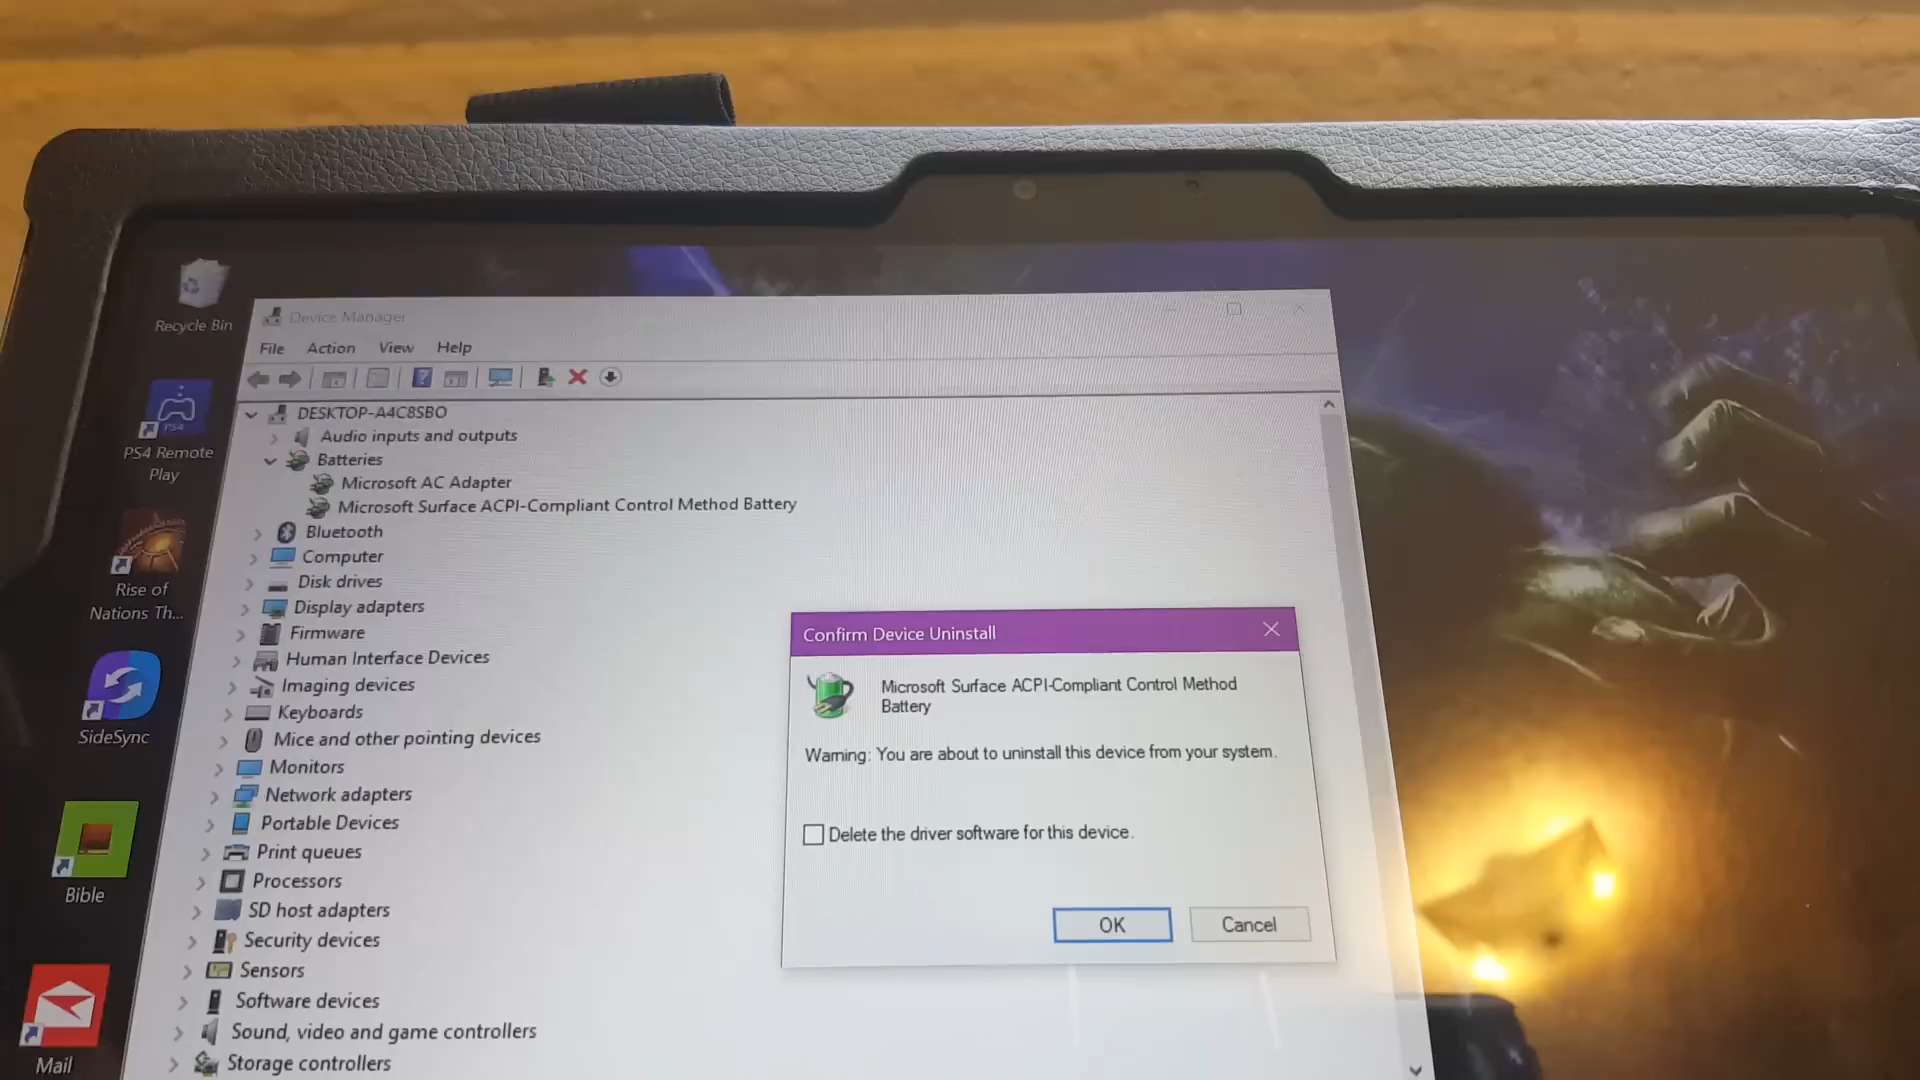 Recycle Bin
PS4
PS4 Remote
Play
Rise of
Nations Th...
SideSync
Bible
Mail
Device Manager
File Action View Help
DESKTOP-A4C8SBO
Audio inputs and outputs
Batteries
Microsoft AC Adapter
Microsoft Surface ACPI-Compliant Control Method Battery
Bluetooth
Computer
Disk drives
Display adapters
Firmware
Human Interface Devices
Imaging devices
Keyboards
Mice and other pointing devices
Monitors
Network adapters
Portable Devices
Print queues
Processors
SD host adapters
Security devices
Sensors
Software devices
Sound, video and game controllers
Storage controllers
Confirm Device Uninstall
Microsoft Surface ACPI-Compliant Control Method
Battery
Warning: You are about to uninstall this device from your system.
Delete the driver software for this device.
OK Cancel